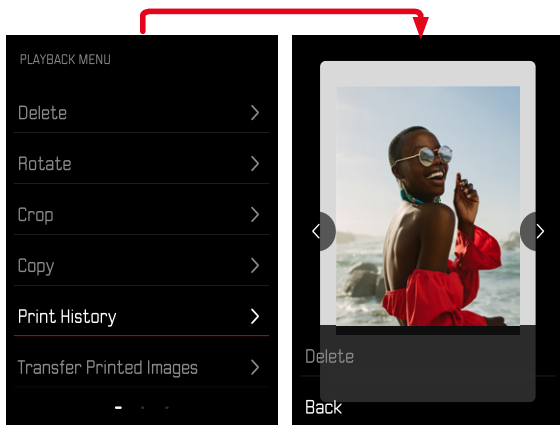 PLAYBACK MENU
Delete
Rotate
Crop
Copy
Print History
Transfer Printed Images
Delete
Back